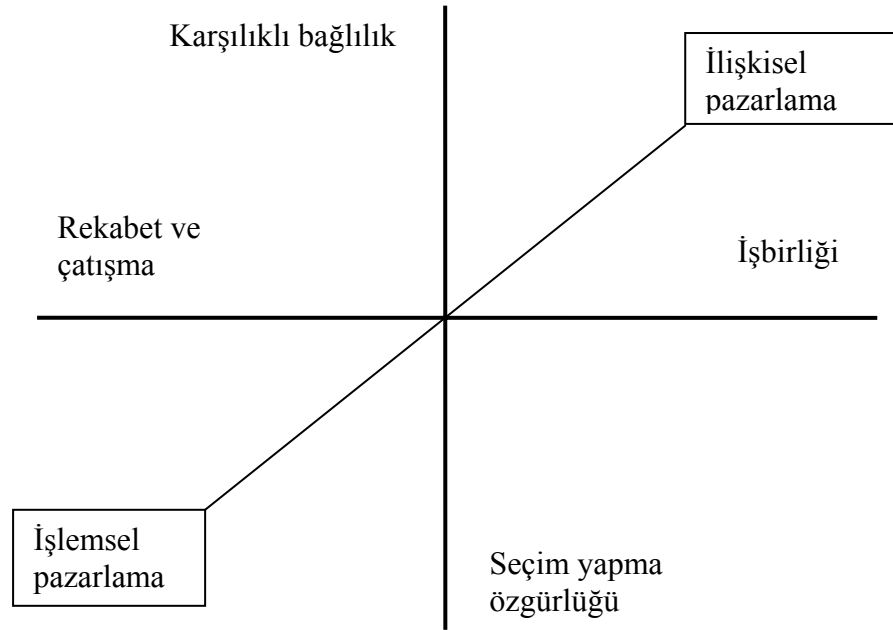 Karşılıklı bağlılık
İlişkisel
pazarlama
Rekabet ve
çatışma
İşbirliği
İşlemsel
pazarlama
Seçim yapma
özgürlüğü